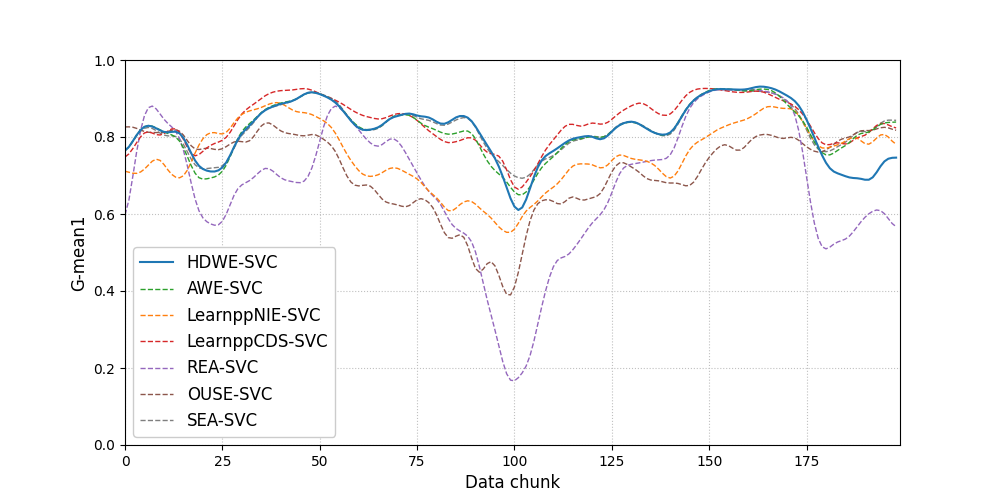 1.0
0.8
0.6
0.4
0.2
0.0
G-mean1
HDWE-SVC
AWE-SVC
LearnppNIE-SVC
LearnppCDS-SVC
REA-SVC
OUSE-SVC
SEA-SVC
0 25 50 75 100 125 150 175
Data chunk